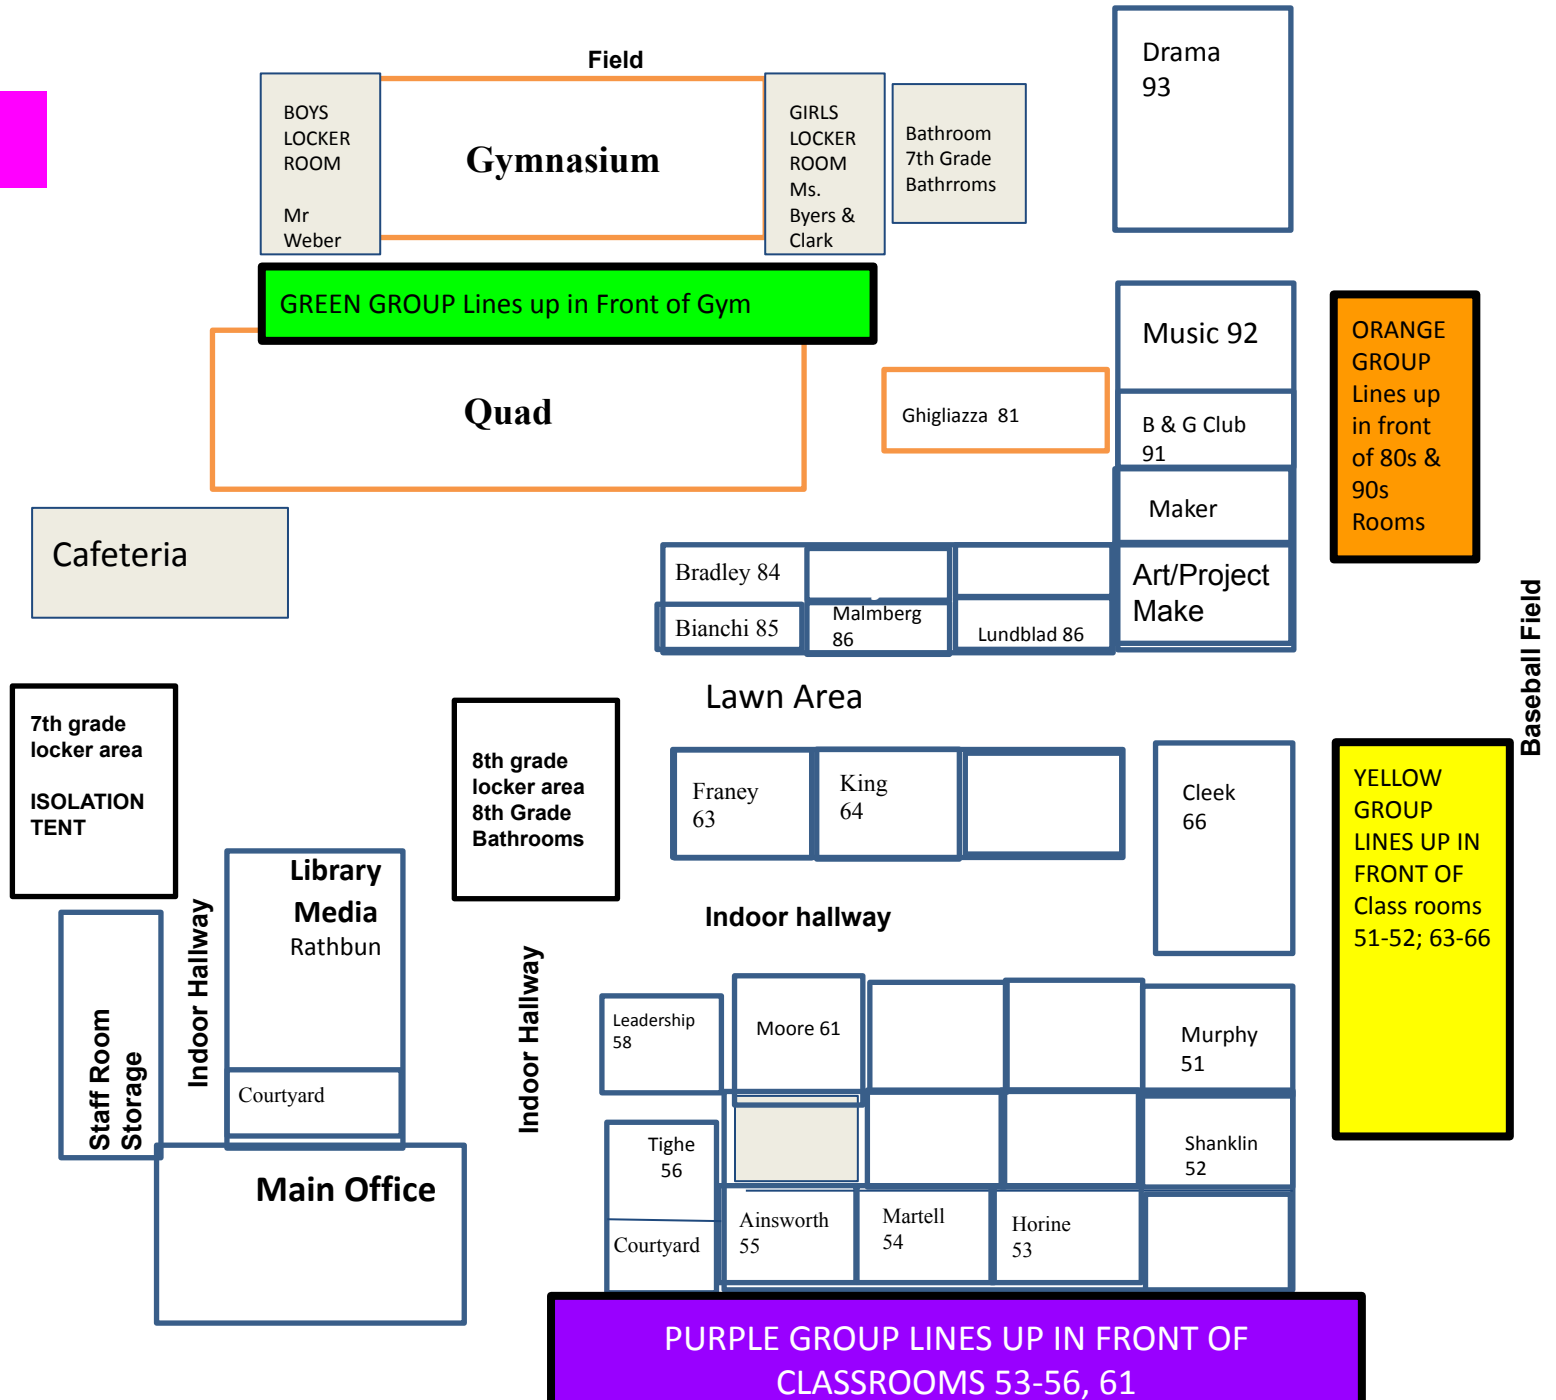 Field
Drama
93
BOYS
LOCKER
ROOM
Mr
Weber
Gymnasium
GIRLS
LOCKER
ROOM
Ms.
Byers &
Clark
Bathroom
7th Grade
Bathrroms
GREEN GROUP Lines up in Front of Gym
Music 92
ORANGE
GROUP
Lines up
in front
of 80s &
90s
Rooms
Quad
Ghigliazza 81
B & G Club
91
Maker
Cafeteria
Bradley 84
Art/Project
Make
Bianchi 85
Malmberg
86
Lundblad 86
Baseball Field
Lawn Area
7th grade
locker area
ISOLATION
TENT
8th grade
locker area
8th Grade
Bathrooms
Franey
63
King
64
Cleek
66
YELLOW
GROUP
LINES UP IN
FRONT OF
Class rooms
51-52; 63-66
Library
Media
Rathbun
Indoor Hallway
Indoor hallway
Staff Room
Storage
Indoor Hallway
Leadership
58
Moore 61
Murphy
51
Courtyard
Tighe
56
Shanklin
52
Main Office
Courtyard
Ainsworth
55
Martell
54
Horine
53
PURPLE GROUP LINES UP IN FRONT OF
CLASSROOMS 53-56, 61